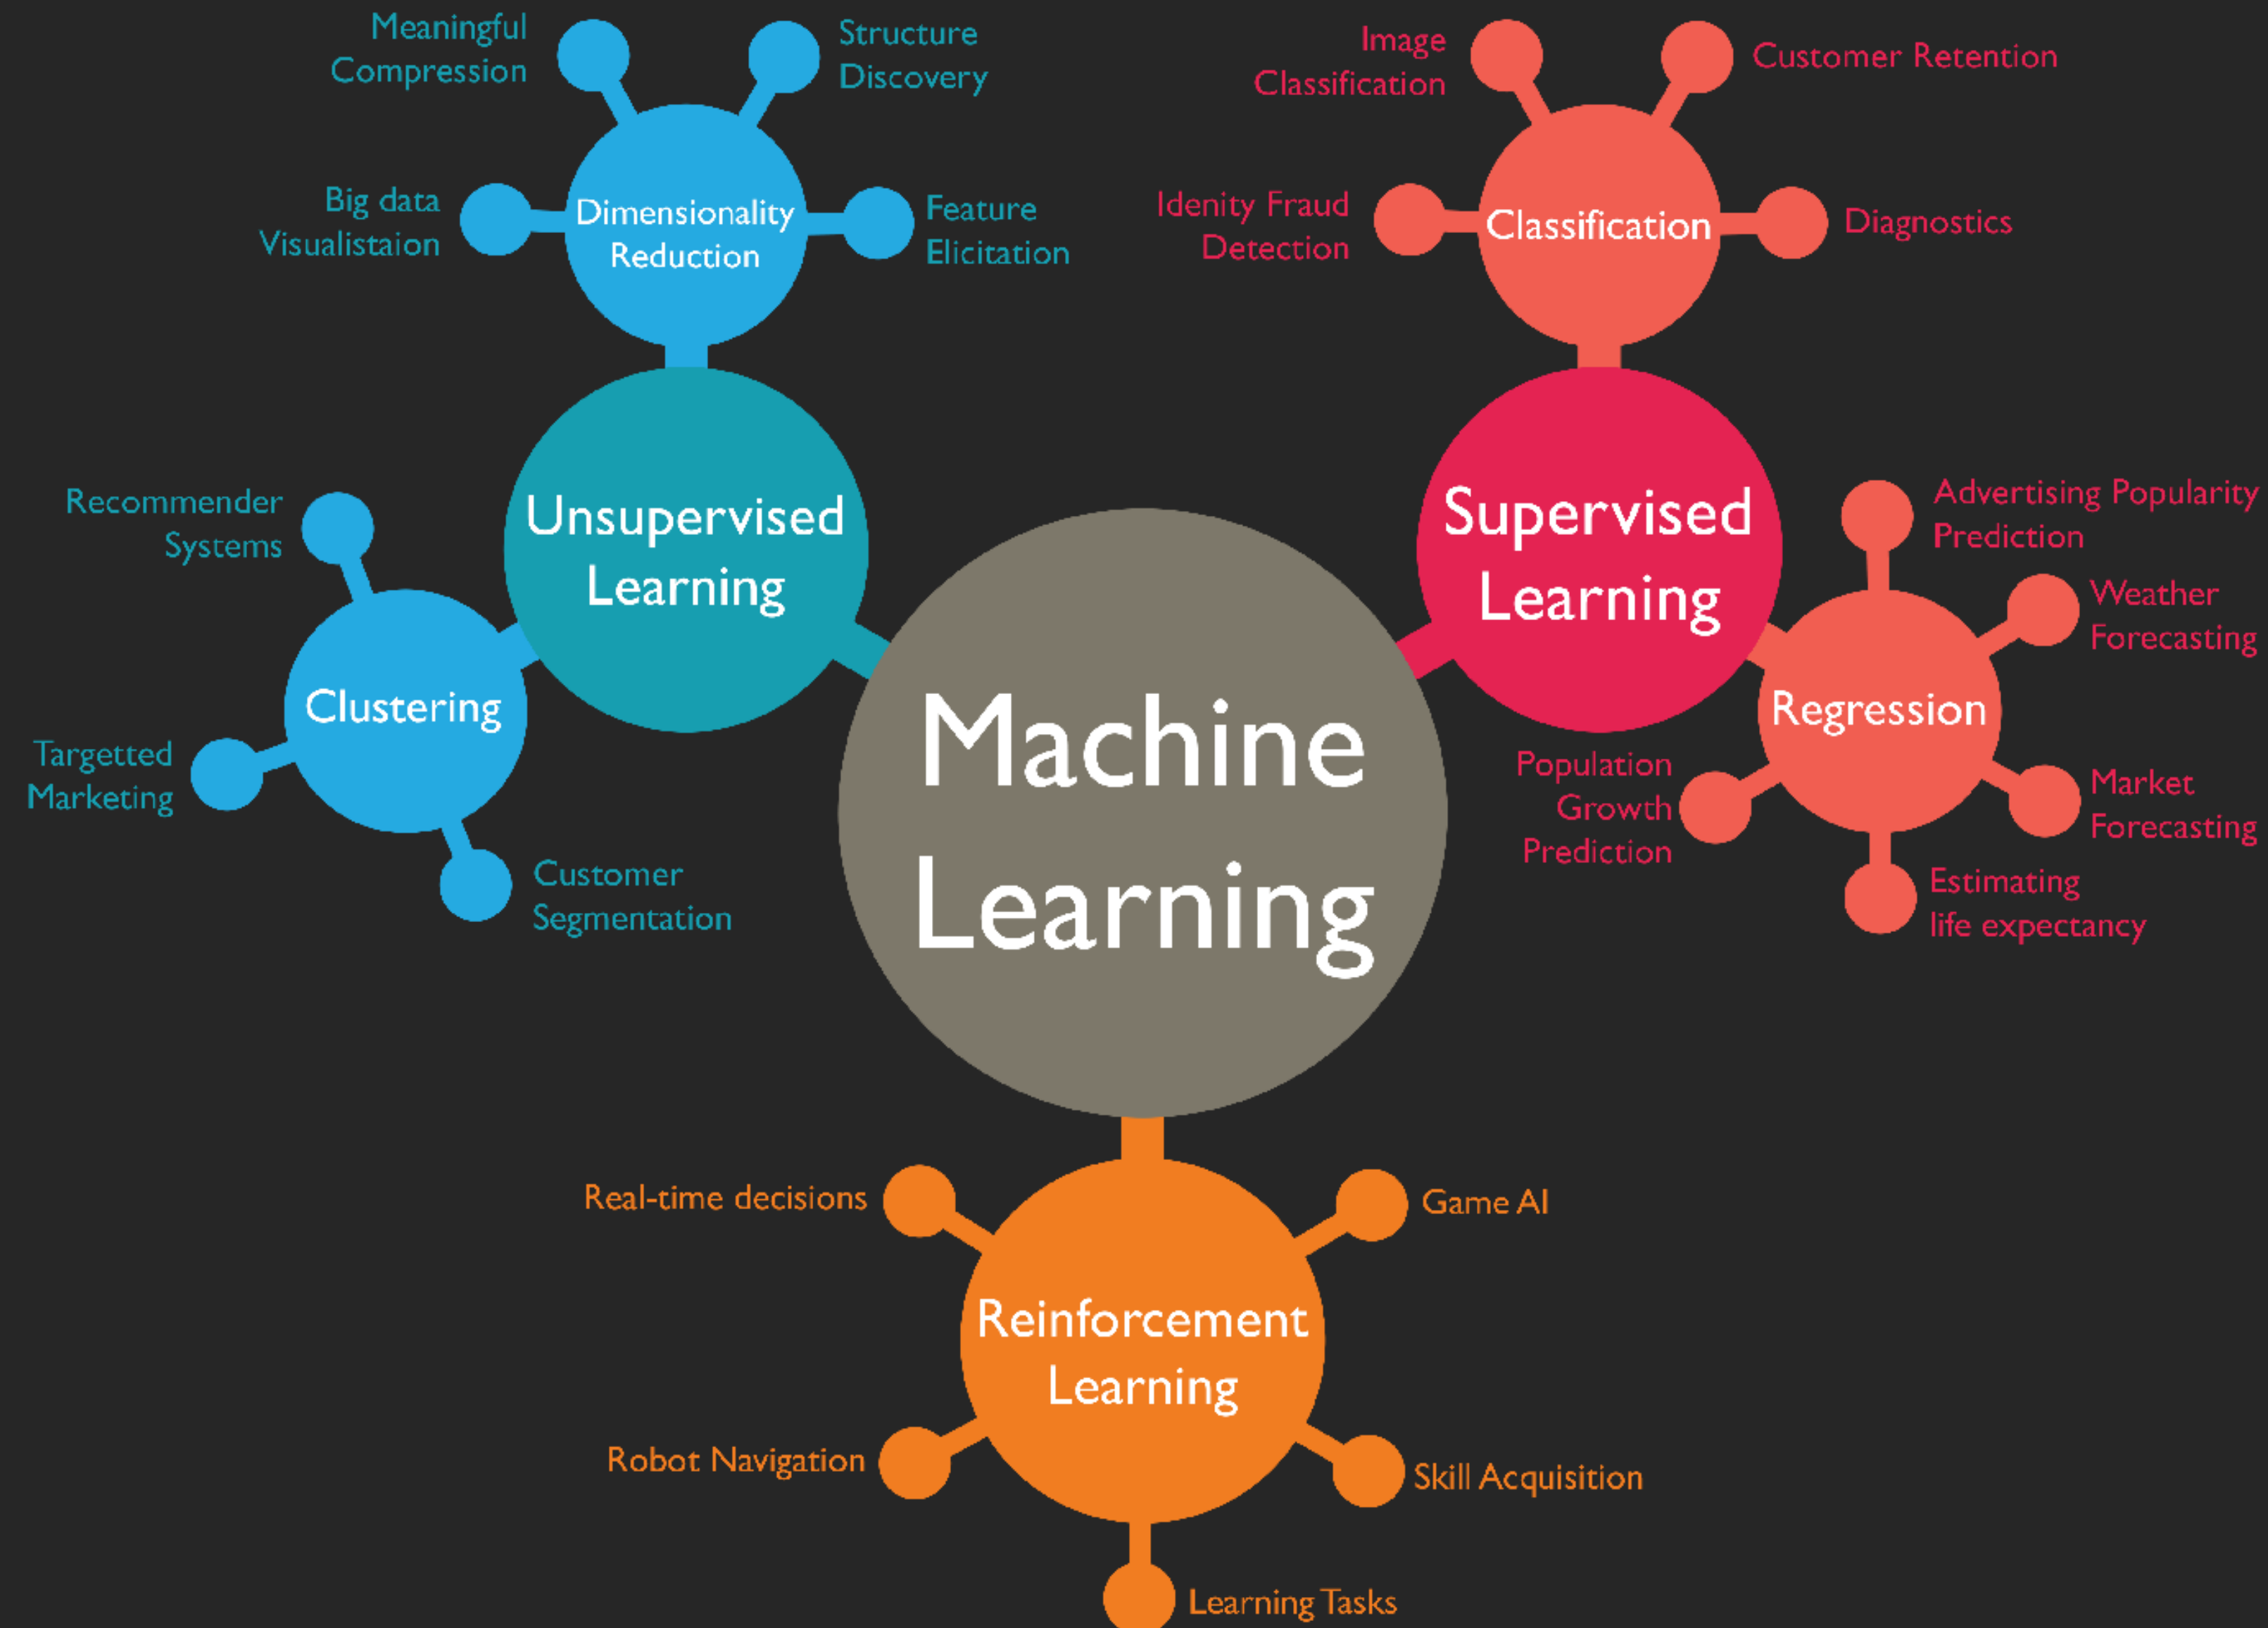 Meaningful
Compression
Structure
Discovery
Big data
Visualistaion
Dimensionality
Reduction
Feature
Elicitation
Image
Classification
Customer Retention
Idenity Fraud
Detection
Classification
Diagnostics
Unsupervised
Learning
Recommender
Systems
Clustering
Targetted
Marketing
Customer
Segmentation
Supervised
Learning
Advertising Popularity
Prediction
Weather
Forecasting
Regression
Population
Growth
Prediction
Market
Forecasting
Estimating
life expectancy
Machine
Learning
Real-time decisions
Game AI
Reinforcement
Learning
Robot Navigation
Skill Acquisition
Learning Tasks